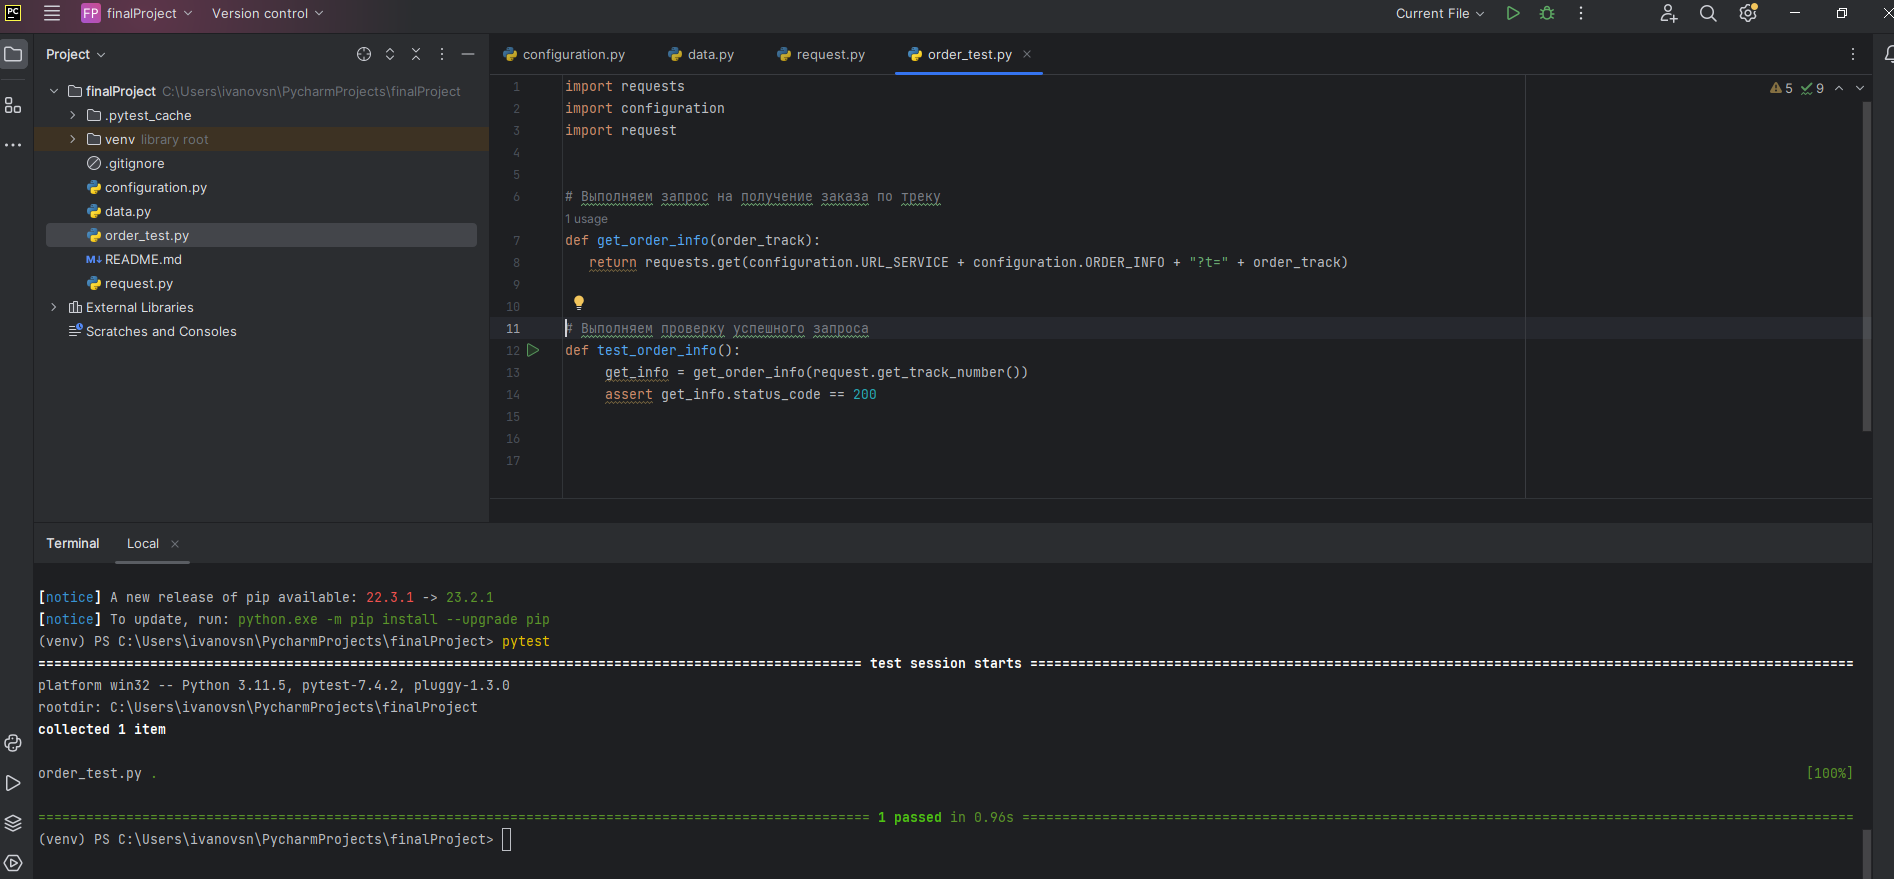 PC FP finalProject Version control Current File
Project
finalProject C:\Users\ivanovsn\PycharmProjects\finalProject
.pytest_cache
venv library root
.gitignore
configuration.py
data.py
order_test.py
M↓ README.md
request.py
External Libraries
Scratches and Consoles
configuration.py data.py request.py order_test.py
5 9
1 import requests
2 import configuration
3 import request
4
5
6 # Выполняем запрос на получение заказа по треку
1 usage
7 def get_order_info(order_track):
8 return requests.get(configuration.URL_SERVICE + configuration.ORDER_INFO + "?t=" + order_track)
9
10
11 # Выполняем проверку успешного запроса
12 def test_order_info():
13 get_info = get_order_info(request.get_track_number())
14 assert get_info.status_code == 200
15
16
17
Terminal Local
[notice] A new release of pip available: 22.3.1 -> 23.2.1
[notice] To update, run: python.exe -m pip install --upgrade pip
(venv) PS C:\Users\ivanovsn\PycharmProjects\finalProject> pytest
======================================= test session starts =======================================
platform win32 -- Python 3.11.5, pytest-7.4.2, pluggy-1.3.0
rootdir: C:\Users\ivanovsn\PycharmProjects\finalProject
collected 1 item
order_test.py . [100%]
======================================= 1 passed in 0.96s =======================================
(venv) PS C:\Users\ivanovsn\PycharmProjects\finalProject>